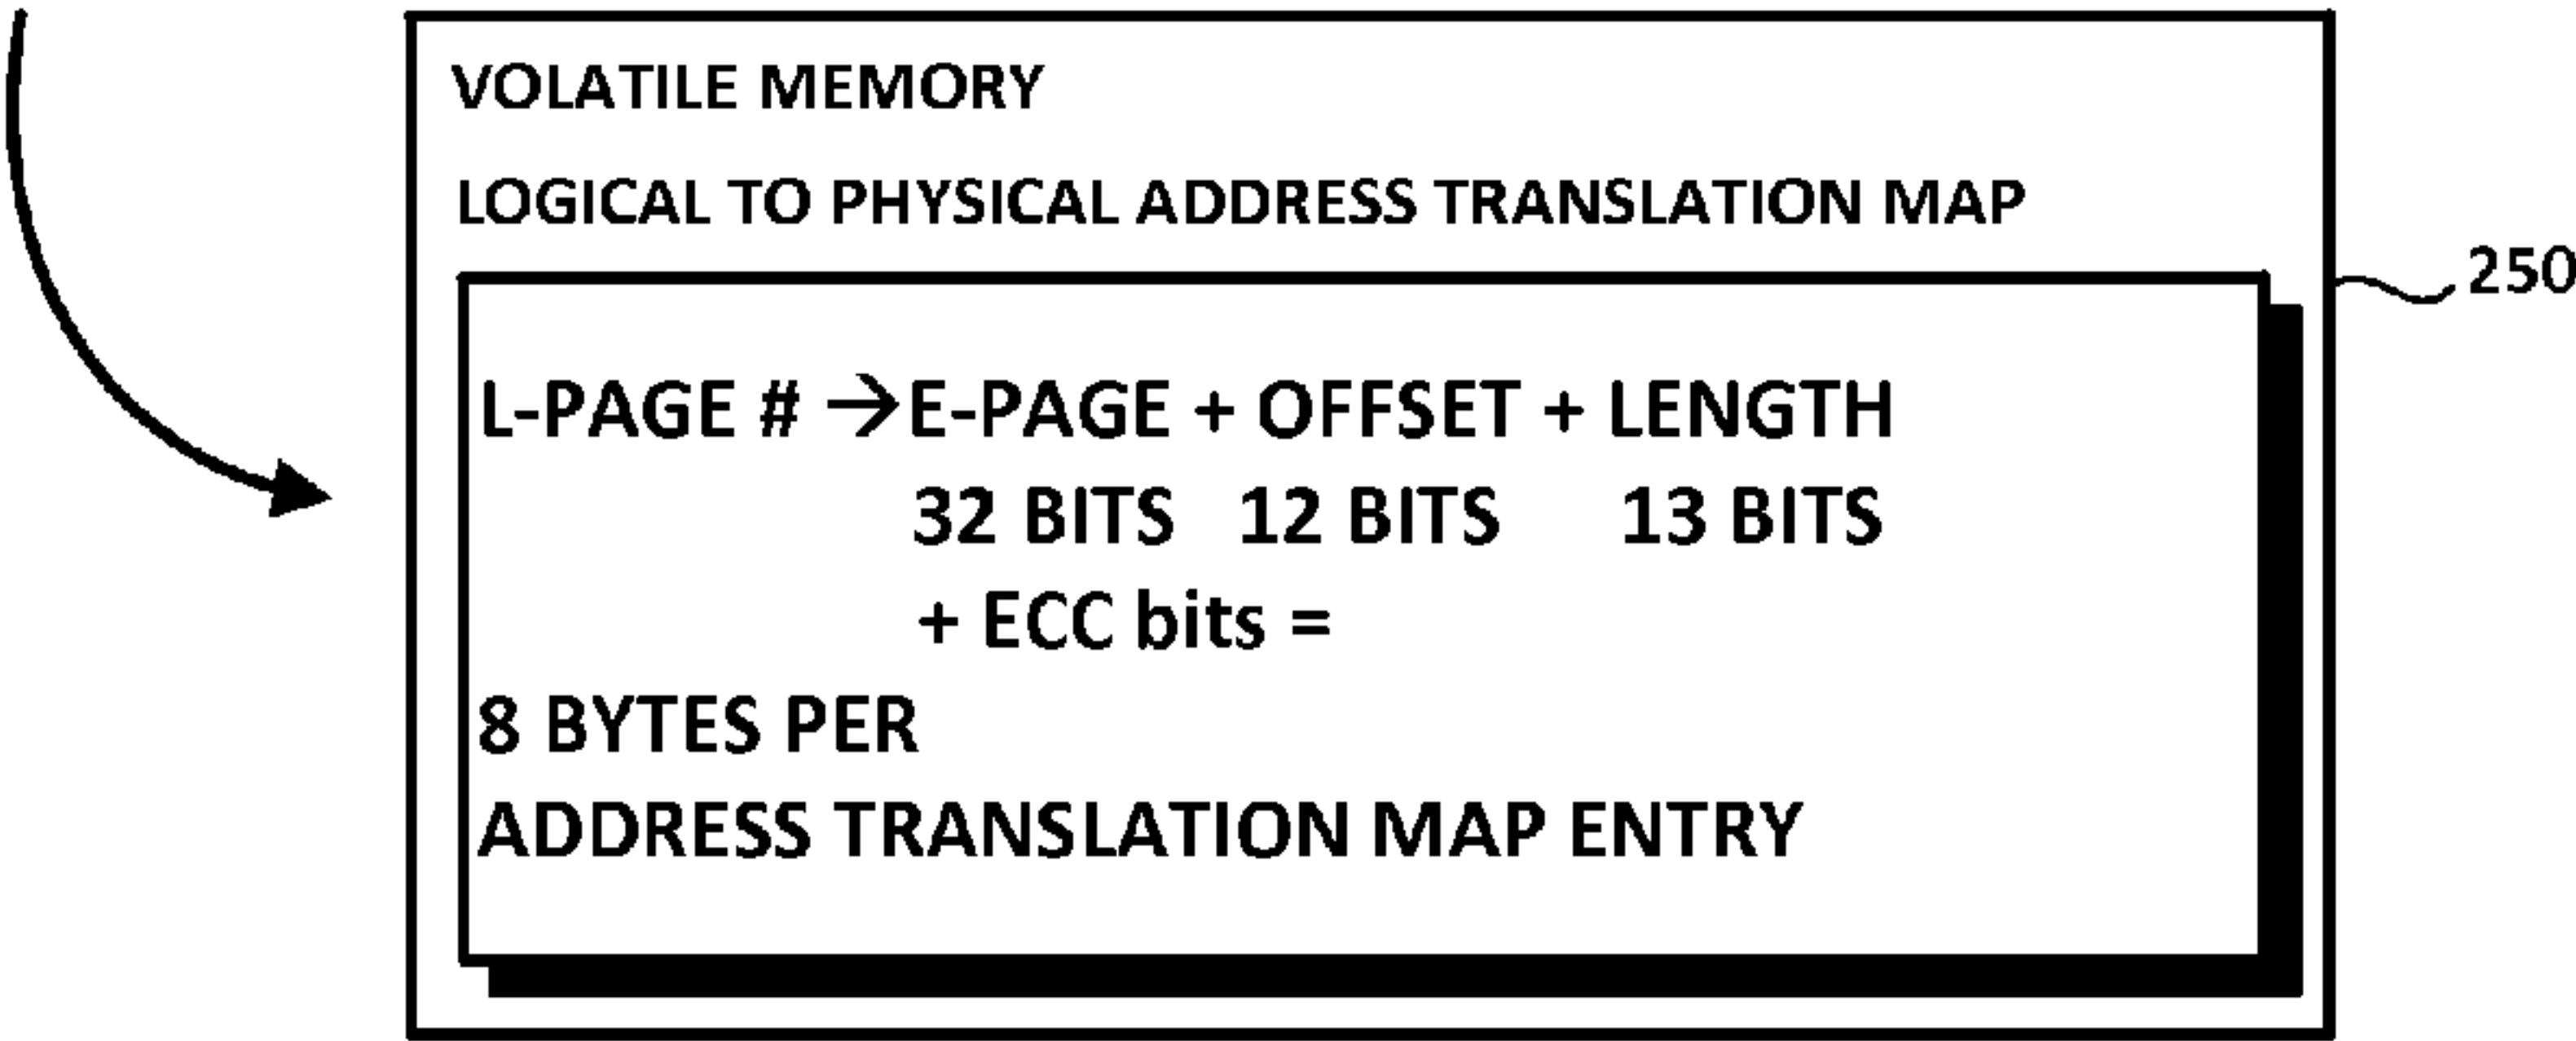 VOLATILE MEMORY
LOGICAL TO PHYSICAL ADDRESS TRANSLATION MAP
250
L-PAGE # →E-PAGE + OFFSET + LENGTH
32 BITS 12 BITS 13 BITS
+ ECC bits =
8 BYTES PER
ADDRESS TRANSLATION MAP ENTRY